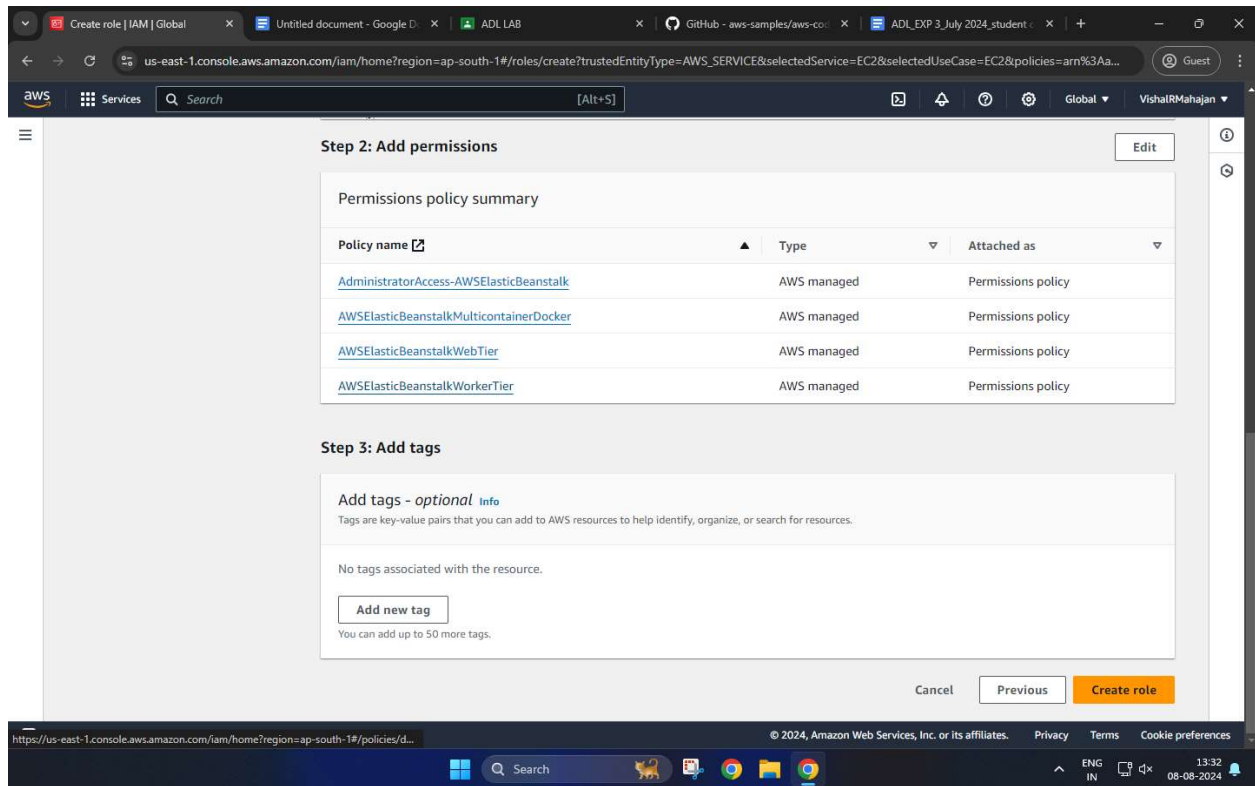 Create role | IAM | Global
Untitled document - Google D
ADL LAB
GitHub - aws-samples/aws-cod
ADL_EXP 3_July 2024_student
us-east-1.console.aws.amazon.com/iam/home?region=ap-south-1#/roles/create?trustedEntityType=AWS_SERVICE&selectedService=EC2&selectedUseCase=EC2&policies=arn%3Aa...
Guest
aws
Services
Search
[Alt+S]
Global
VishalRMahajan
Step 2: Add permissions
Edit
Permissions policy summary
Policy name Type Attached as
AdministratorAccess-AWSElasticBeanstalk AWS managed Permissions policy
AWSElasticBeanstalkMulticontainerDocker AWS managed Permissions policy
AWSElasticBeanstalkWebTier AWS managed Permissions policy
AWSElasticBeanstalkWorkerTier AWS managed Permissions policy
Step 3: Add tags
Add tags - optional Info
Tags are key-value pairs that you can add to AWS resources to help identify, organize, or search for resources.
No tags associated with the resource.
Add new tag
You can add up to 50 more tags.
Cancel Previous Create role
https://us-east-1.console.aws.amazon.com/iam/home?region=ap-south-1#/policies/d...
© 2024, Amazon Web Services, Inc. or its affiliates. Privacy Terms Cookie preferences
Search
ENG
IN
13:32
08-08-2024